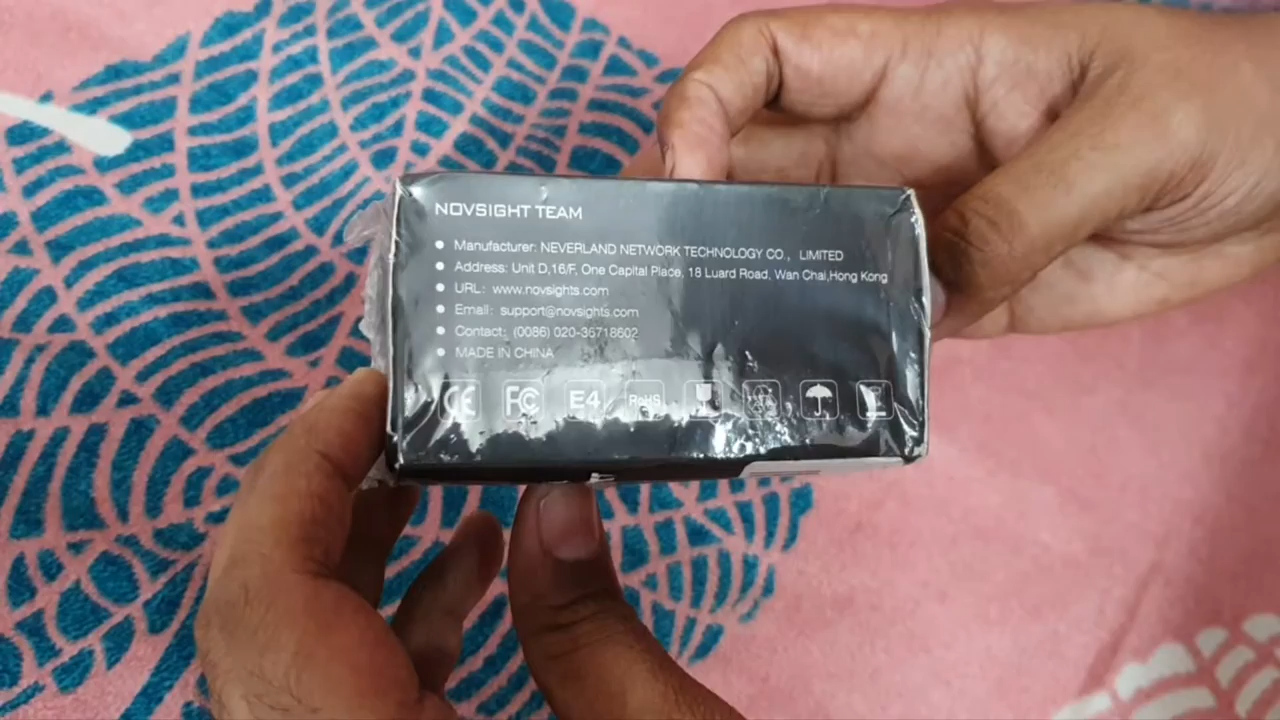 NOVSIGHT TEAM
Manufacturer: NEVERLAND NETWORK TECHNOLOGY CO., LIMITED
Address: Unit D,16/F, One Capital Place, 18 Luard Road, Wan Chai,Hong Kong
URL: www.novsights.com
Email: support@novsights.com
Contact: (0086) 020-36718602
MADE IN CHINA
CE FC E4 RoHS